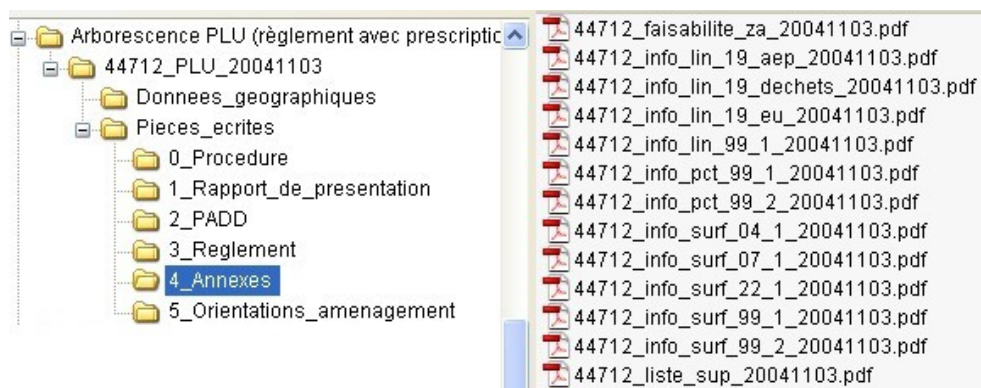 Arborescence PLU (règlement avec prescriptic
44712_PLU_20041103
Donnees_geographiques
Pieces_ecrites
0_Procedure
1_Rapport_de_presentation
2_PADD
3_Reglement
4_Annexes
5_Orientations_amenagement
44712_faisabilite_za_20041103.pdf
44712_info_lin_19_aep_20041103.pdf
44712_info_lin_19_dechets_20041103.pdf
44712_info_lin_19_eu_20041103.pdf
44712_info_lin_99_1_20041103.pdf
44712_info_pct_99_1_20041103.pdf
44712_info_pct_99_2_20041103.pdf
44712_info_surf_04_1_20041103.pdf
44712_info_surf_07_1_20041103.pdf
44712_info_surf_22_1_20041103.pdf
44712_info_surf_99_1_20041103.pdf
44712_info_surf_99_2_20041103.pdf
44712_liste_sup_20041103.pdf